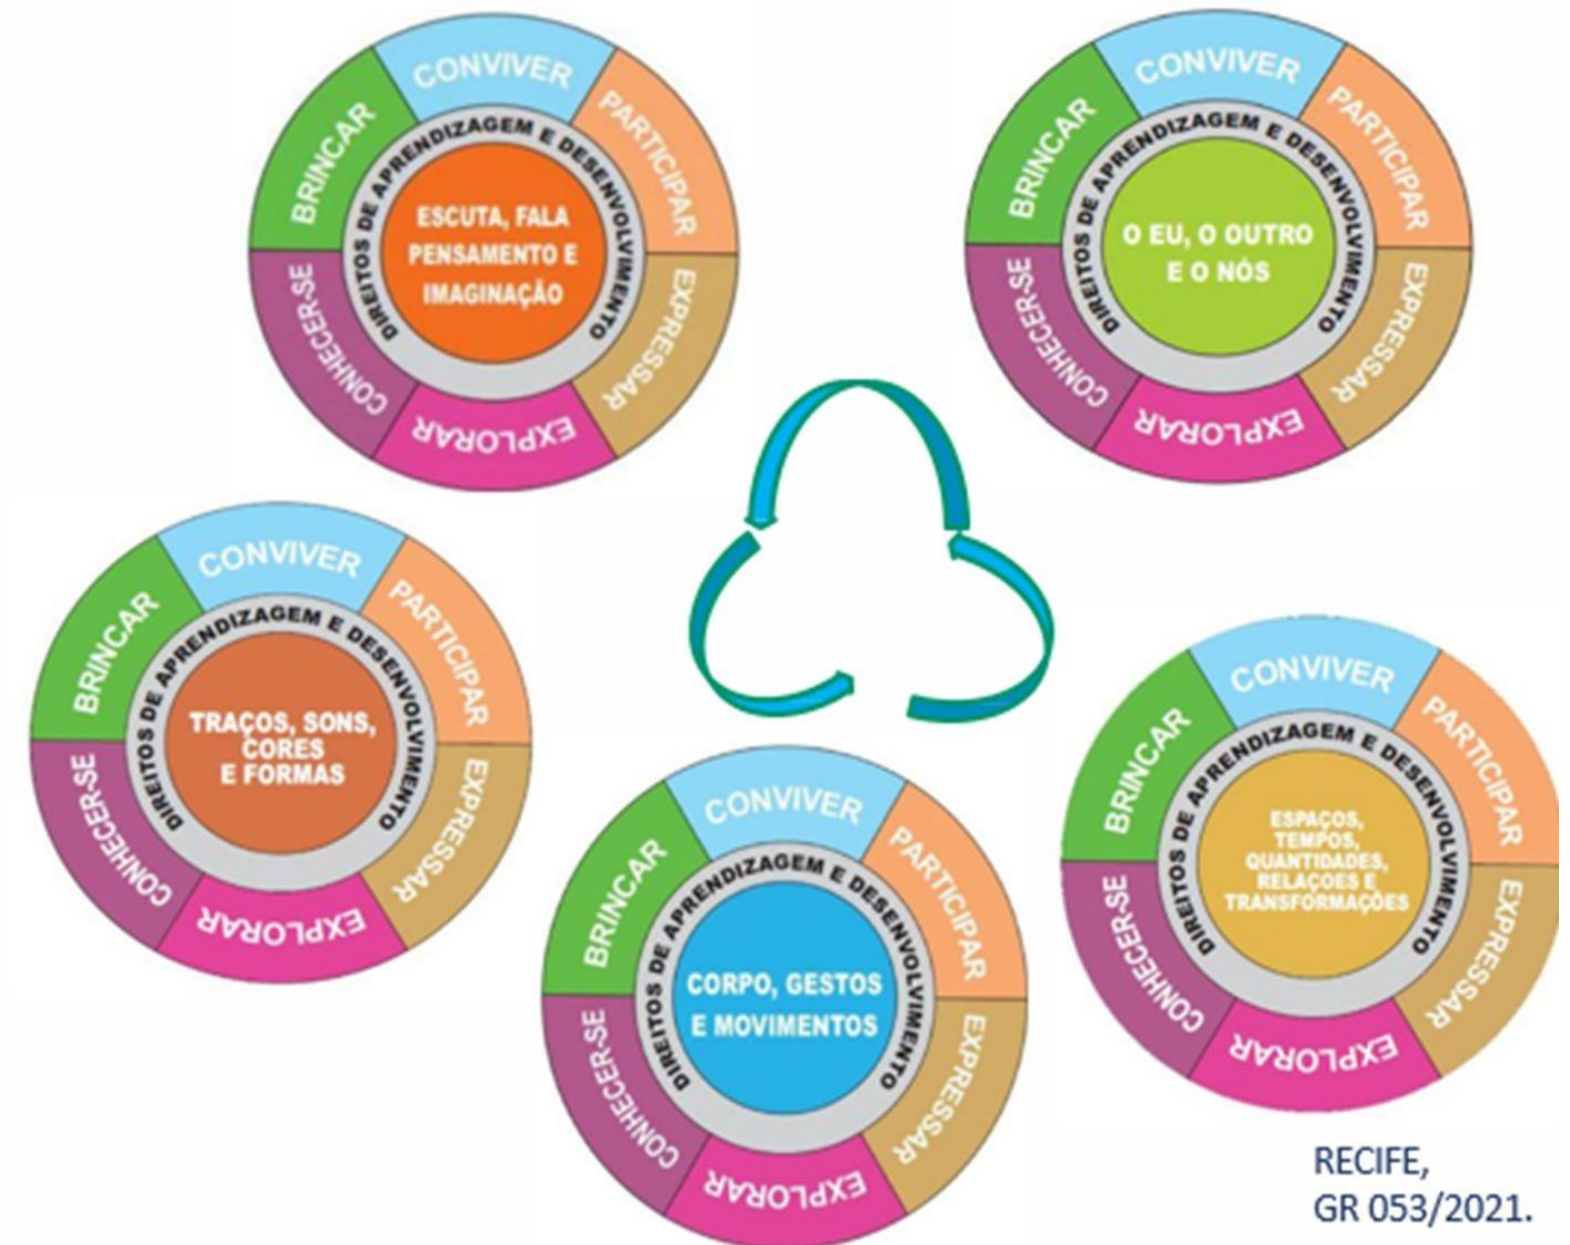 CONVIVER
PARTICIPAR
EXPRESSAR
EXPLORAR
CONHECER-SE
BRINCAR
DIREITOS DE APRENDIZAGEM E DESENVOLVIMENTO
ESCUTA, FALA
PENSAMENTO E
IMAGINAÇÃO
CONVIVER
PARTICIPAR
EXPRESSAR
EXPLORAR
CONHECER-SE
BRINCAR
DIREITOS DE APRENDIZAGEM E DESENVOLVIMENTO
O EU, O OUTRO
E O NÓS
CONVIVER
PARTICIPAR
EXPRESSAR
EXPLORAR
CONHECER-SE
BRINCAR
DIREITOS DE APRENDIZAGEM E DESENVOLVIMENTO
TRAÇOS, SONS,
CORES
E FORMAS
CONVIVER
PARTICIPAR
EXPRESSAR
EXPLORAR
CONHECER-SE
BRINCAR
DIREITOS DE APRENDIZAGEM E DESENVOLVIMENTO
CORPO, GESTOS
E MOVIMENTOS
CONVIVER
PARTICIPAR
EXPRESSAR
EXPLORAR
CONHECER-SE
BRINCAR
DIREITOS DE APRENDIZAGEM E DESENVOLVIMENTO
ESPAÇOS,
TEMPOS,
QUANTIDADES,
RELAÇOES E
TRANSFORMAÇÕES
RECIFE,
GR 053/2021.